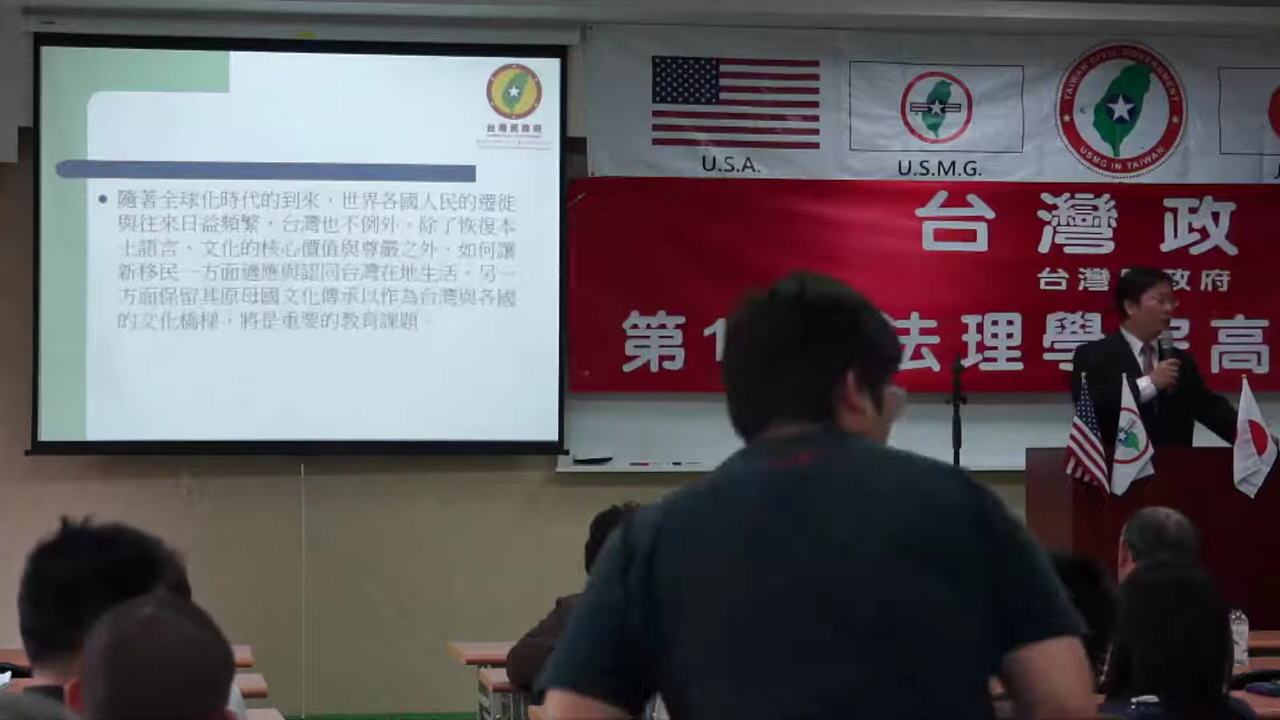 台灣民政府
隨著全球化時代的到來，世界各國人民的遷徙
與往來日益頻繁，台灣也不例外。除了恢復本
土語言、文化的核心價值與尊嚴之外，如何讓
新移民一方面適應與認同台灣在地生活，另一
方面保留其原母國文化傳承以作為台灣與各國
的文化橋樑，將是重要的教育課題。
U.S.A.
U.S.M.G.
TAIWAN CIVIL GOVERNMENT
USMG IN TAIWAN
J
台灣政
台灣 政府
第1 法理學 高